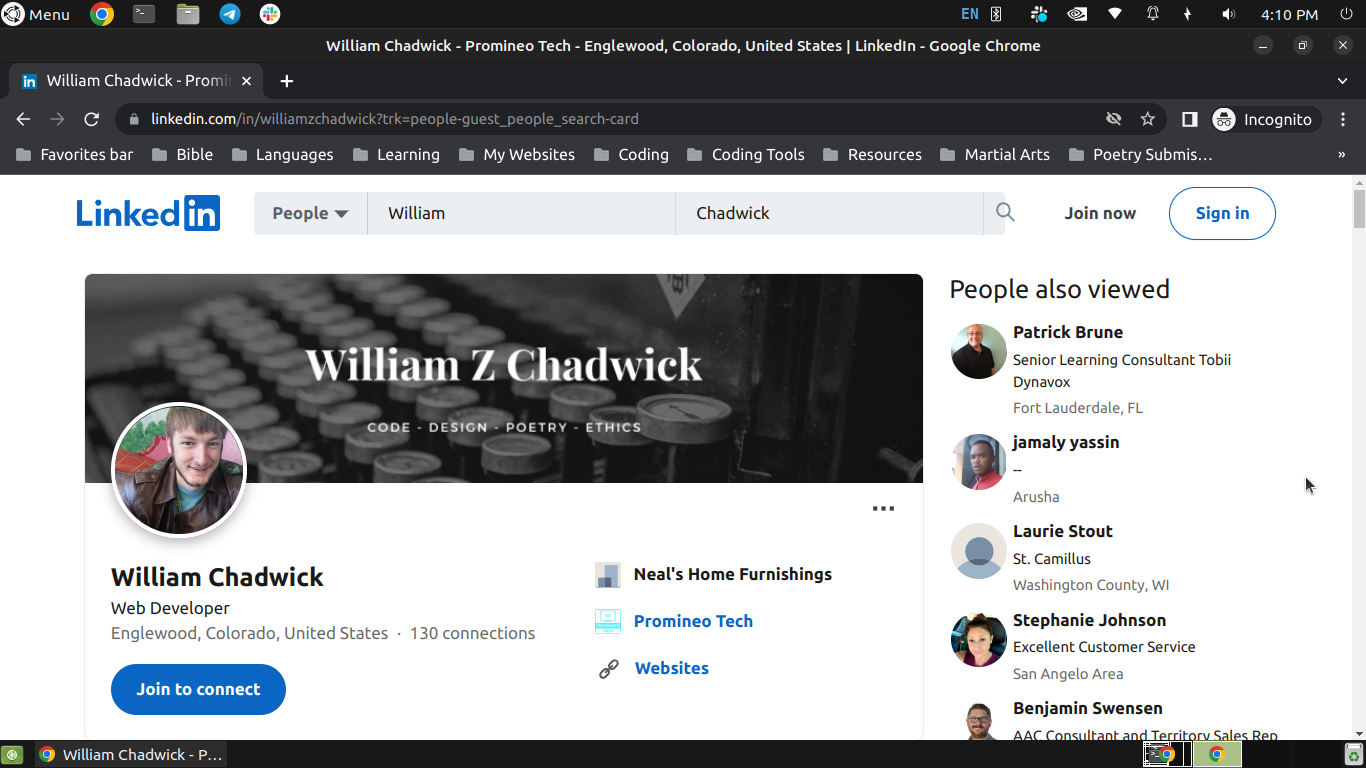 Menu
EN
4:10 PM
William Chadwick - Promineo Tech - Englewood, Colorado, United States | LinkedIn - Google Chrome
William Chadwick - Promi
linkedin.com/in/williamzchadwick?trk=people-guest_people_search-card
Incognito
Favorites bar
Bible
Languages
Learning
My Websites
Coding
Coding Tools
Resources
Martial Arts
Poetry Submis…
»
Linked in
People
William
Chadwick
Join now
Sign in
William Z Chadwick
CODE - DESIGN - POETRY - ETHICS
William Chadwick
Web Developer
Englewood, Colorado, United States · 130 connections
Join to connect
Neal's Home Furnishings
Promineo Tech
Websites
People also viewed
Patrick Brune
Senior Learning Consultant Tobii
Dynavox
Fort Lauderdale, FL
jamaly yassin
--
Arusha
Laurie Stout
St. Camillus
Washington County, WI
Stephanie Johnson
Excellent Customer Service
San Angelo Area
Benjamin Swensen
AAC Consultant and Territory Sales Rep
William Chadwick - P…